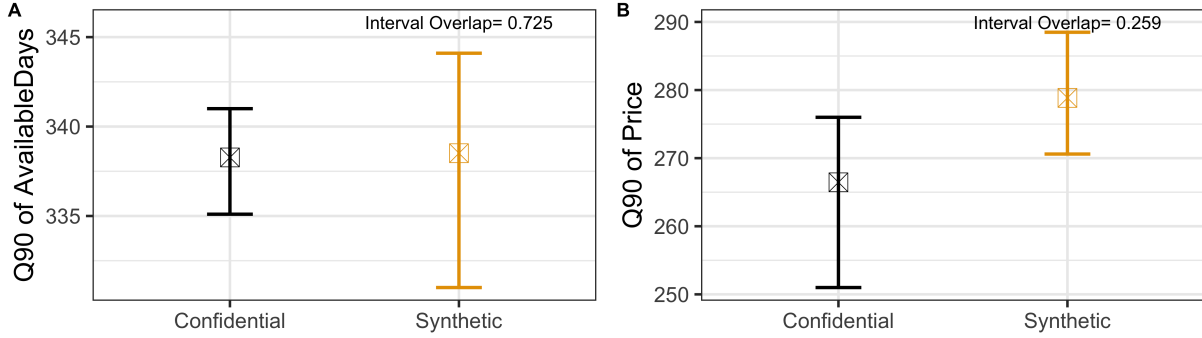 A
Interval Overlap= 0.725
Q90 of AvailableDays
345
340
335
Confidential
Synthetic
B
Interval Overlap= 0.259
Q90 of Price
290
280
270
260
250
Confidential
Synthetic